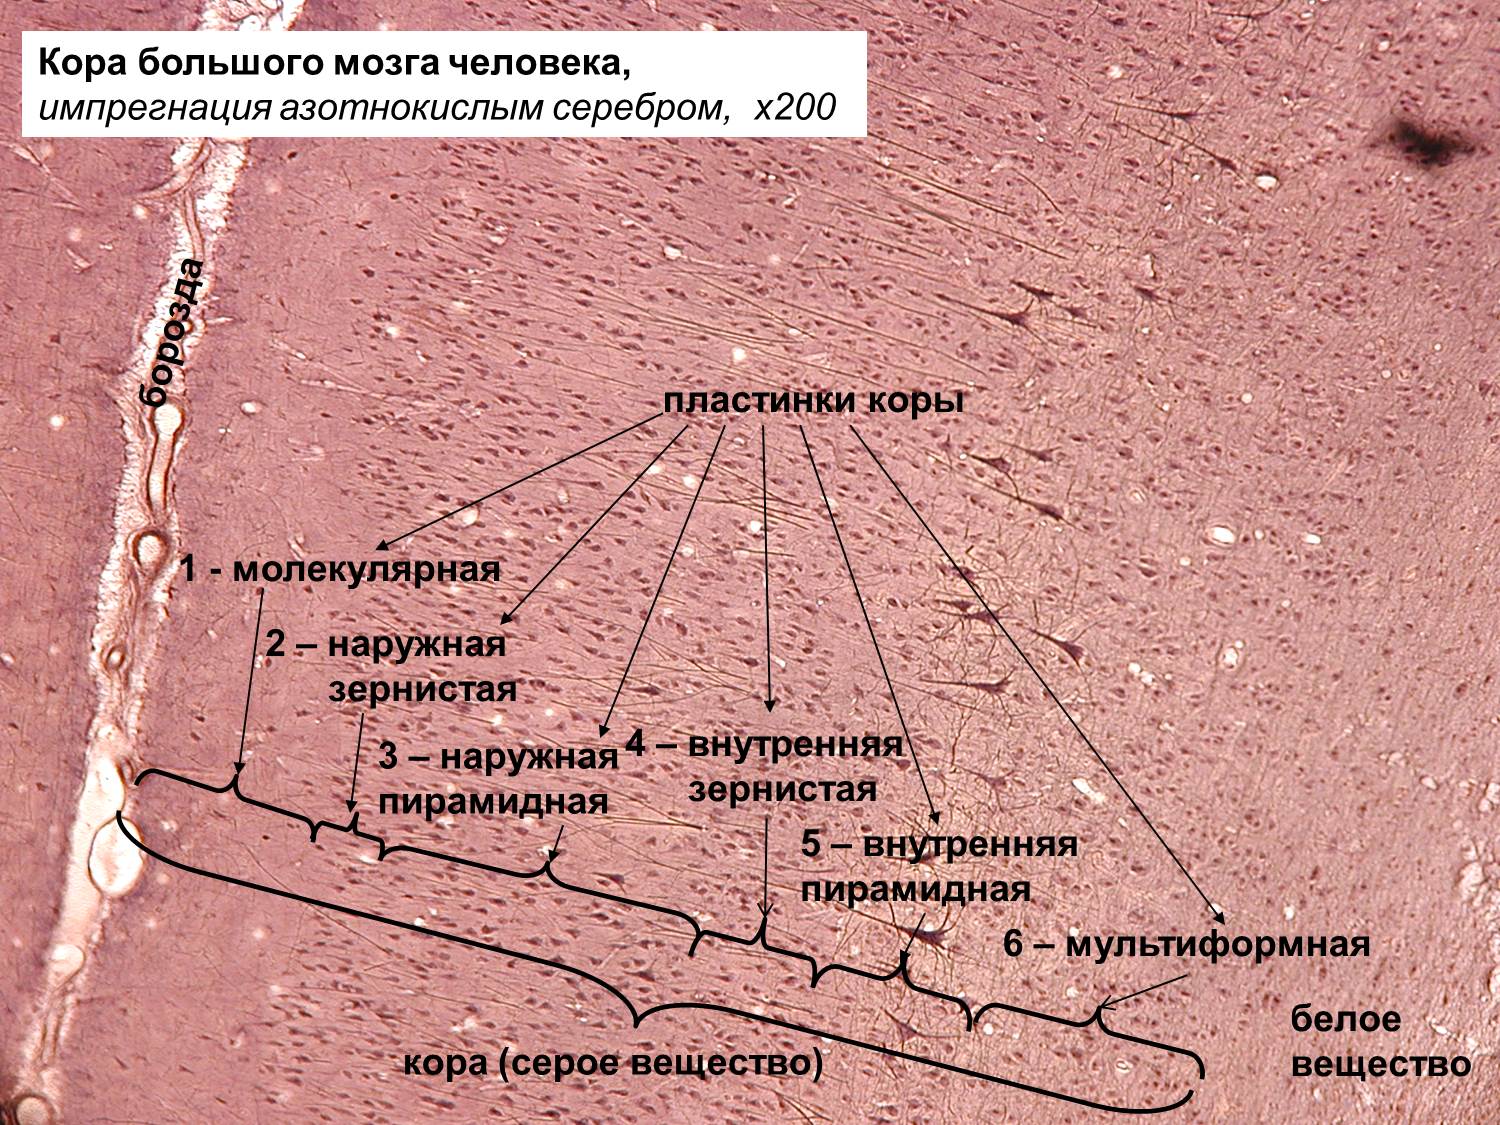 Кора большого мозга человека,
импрегнация азотнокислым серебром, х200
борозда
пластинки коры
1 - молекулярная
2 – наружная
зернистая
3 – наружная
пирамидная
4 – внутренняя
зернистая
5 – внутренняя
пирамидная
6 – мультиформная
белое
вещество
кора (серое вещество)